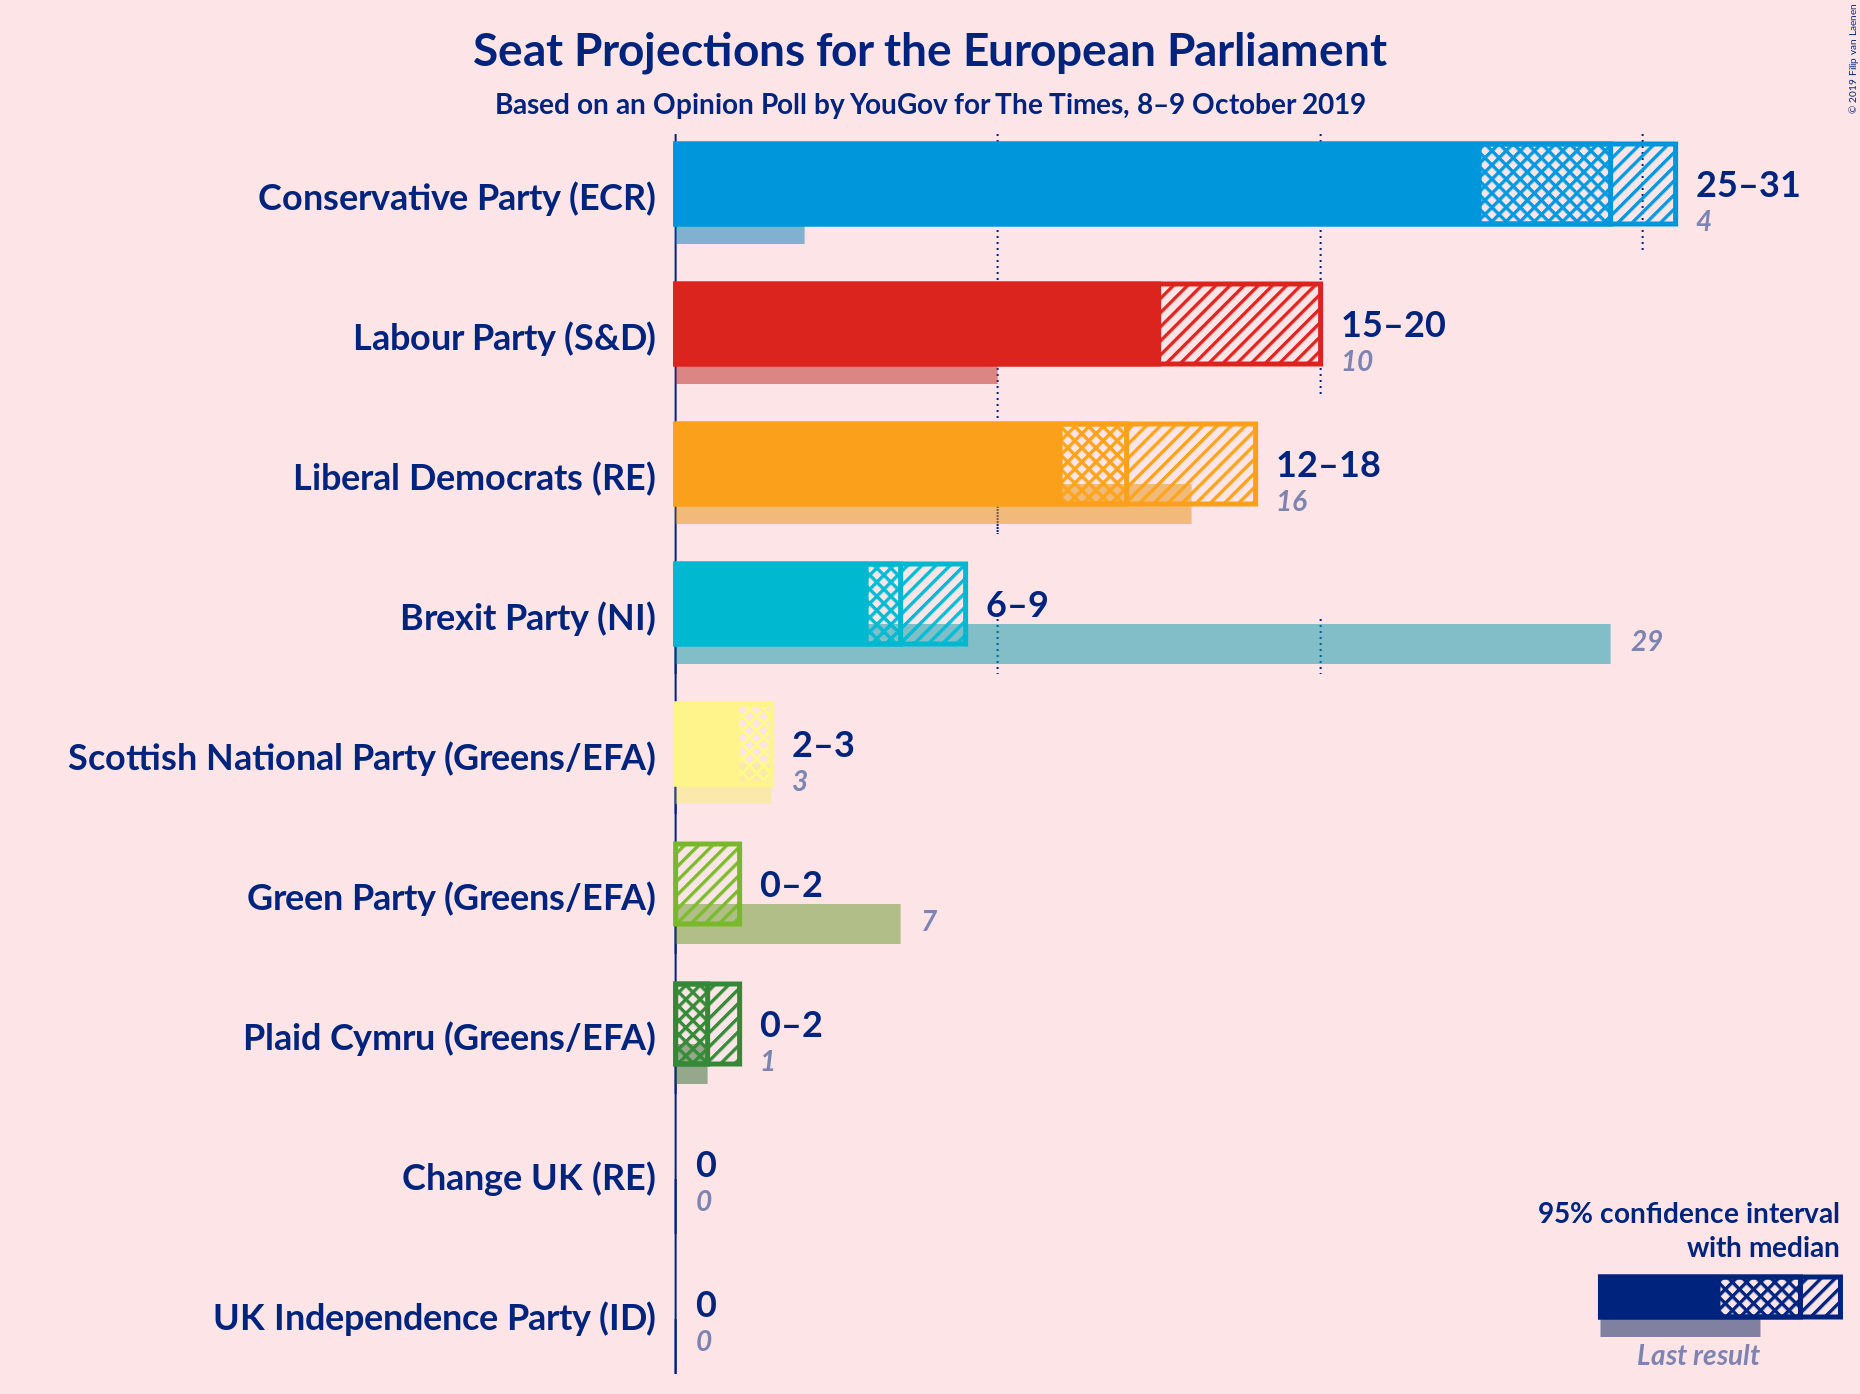 Seat Projections for the European Parliament
Based on an Opinion Poll by YouGov for The Times, 8–9 October 2019
© 2019 Filip van Laenen
Conservative Party (ECR)
25–31
4
Labour Party (S&D)
15–20
10
Liberal Democrats (RE)
12–18
16
Brexit Party (NI)
6–9
29
Scottish National Party (Greens/EFA)
2–3
3
Green Party (Greens/EFA)
0–2
7
Plaid Cymru (Greens/EFA)
0–2
1
Change UK (RE)
0
0
UK Independence Party (ID)
0
0
95% confidence interval
with median
Last result